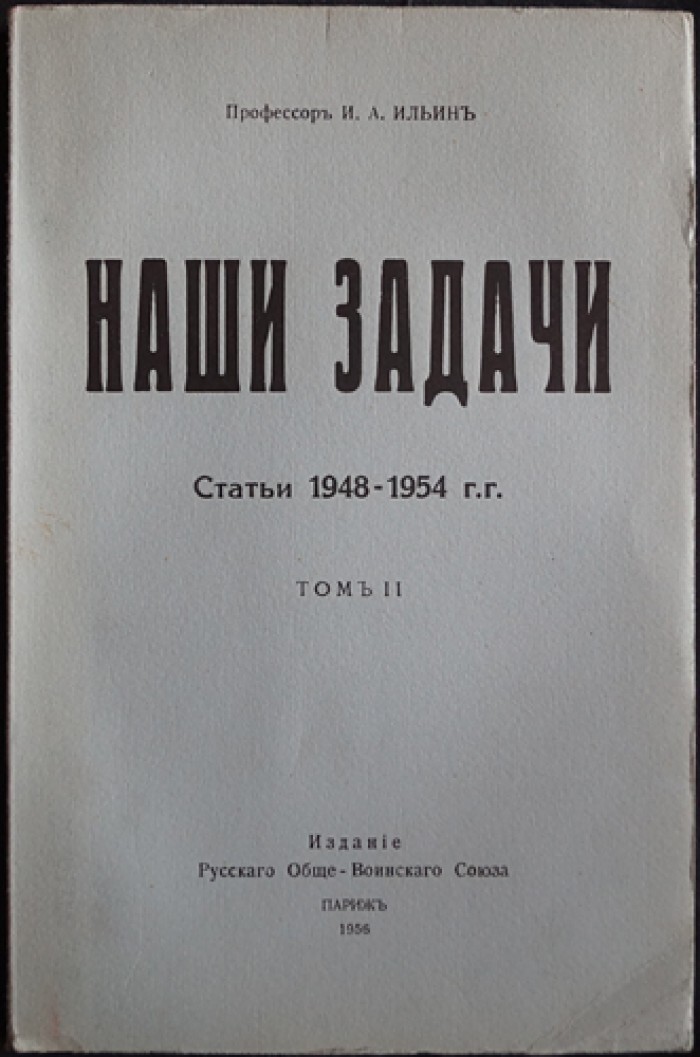 Профессоръ И. А. ИЛЬИНЪ
НАШИ ЗАДАЧИ
Статьи 1948-1954 г.г.
ТОМЪ II
Изданіе
Русскаго Обще-Воинскаго Союза
ПАРИЖЪ
1956